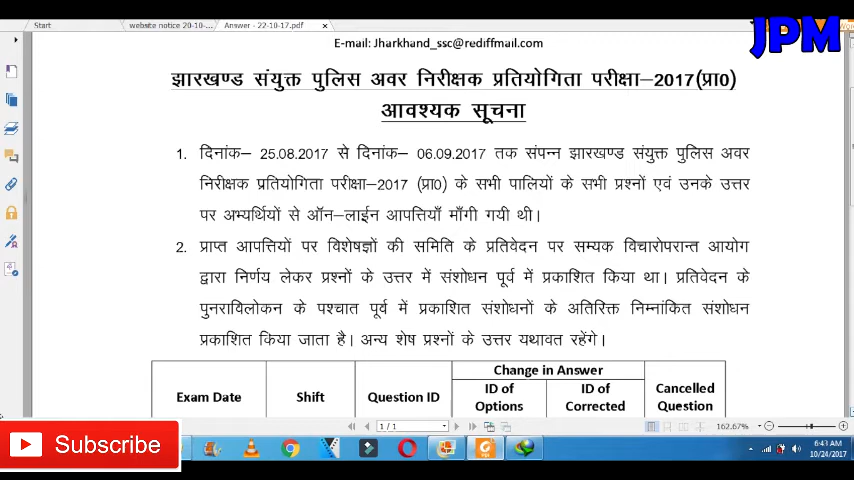 Start
website notice 20-10-...
Answer - 22-10-17.pdf
JPM
E-mail: Jharkhand_ssc@rediffmail.com
झारखण्ड संयुक्त पुलिस अवर निरीक्षक प्रतियोगिता परीक्षा–2017(प्रा0)
आवश्यक सूचना
1. दिनांक– 25.08.2017 से दिनांक– 06.09.2017 तक संपन्न झारखण्ड संयुक्त पुलिस अवर
निरीक्षक प्रतियोगिता परीक्षा–2017 (प्रा0) के सभी पालियों के सभी प्रश्नों एवं उनके उत्तर
पर अभ्यर्थियों से ऑन–लाईन आपत्तियाँ माँगी गयी थी।
2. प्राप्त आपत्तियों पर विशेषज्ञों की समिति के प्रतिवेदन पर सम्यक विचारोपरान्त आयोग
द्वारा निर्णय लेकर प्रश्नों के उत्तर में संशोधन पूर्व में प्रकाशित किया था। प्रतिवेदन के
पुनराविलोकन के पश्चात पूर्व में प्रकाशित संशोधनों के अतिरिक्त निम्नांकित संशोधन
प्रकाशित किया जाता है। अन्य शेष प्रश्नों के उत्तर यथावत रहेंगे।
Change in Answer
Exam Date
Shift
Question ID
ID of Options
ID of Corrected
Cancelled Question
1 / 1
162.67%
Subscribe
6:43 AM
10/24/2017